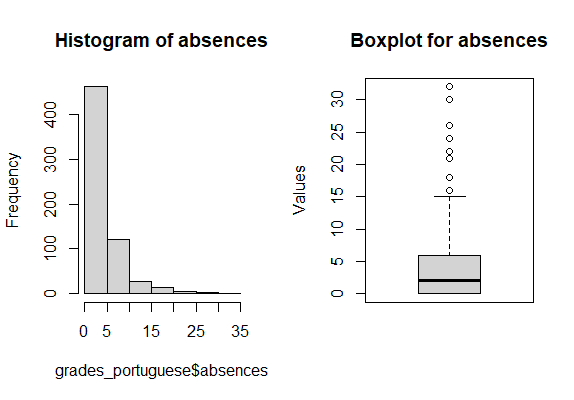 Histogram of absences
Frequency
0 100 200 300 400
0 5 15 25 35
grades_portuguese$absences
Boxplot for absences
Values
0 5 10 15 20 25 30